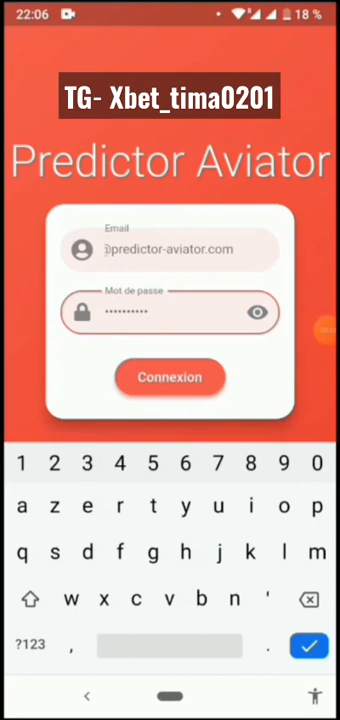 22:06
18 %
TG- Xbet_tima0201
Predictor Aviator
Email
@predictor-aviator.com
Mot de passe
Connexion
1 2 3 4 5 6 7 8 9 0
a z e r t y u i o p
q s d f g h j k l m
w x c v b n '
?123 , .